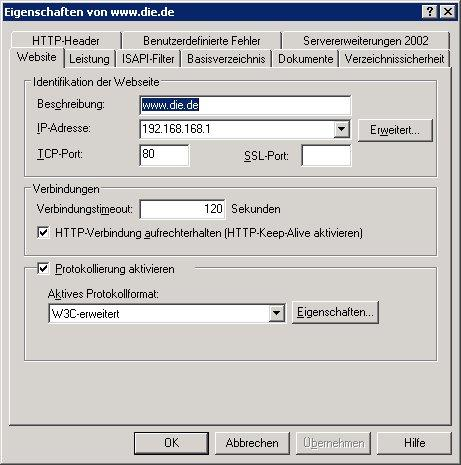 Eigenschaften von www.die.de
HTTP-Header Benutzerdefinierte Fehler Servererweiterungen 2002
Website Leistung ISAPI-Filter Basisverzeichnis Dokumente Verzeichnissicherheit
Identifikation der Webseite
Beschreibung: www.die.de
IP-Adresse: 192.168.168.1 Erweitert...
TCP-Port: 80 SSL-Port:
Verbindungen
Verbindungstimeout: 120 Sekunden
HTTP-Verbindung aufrechterhalten (HTTP-Keep-Alive aktivieren)
Protokollierung aktivieren
Aktives Protokollformat:
W3C-erweitert Eigenschaften...
OK Abbrechen Übernehmen Hilfe